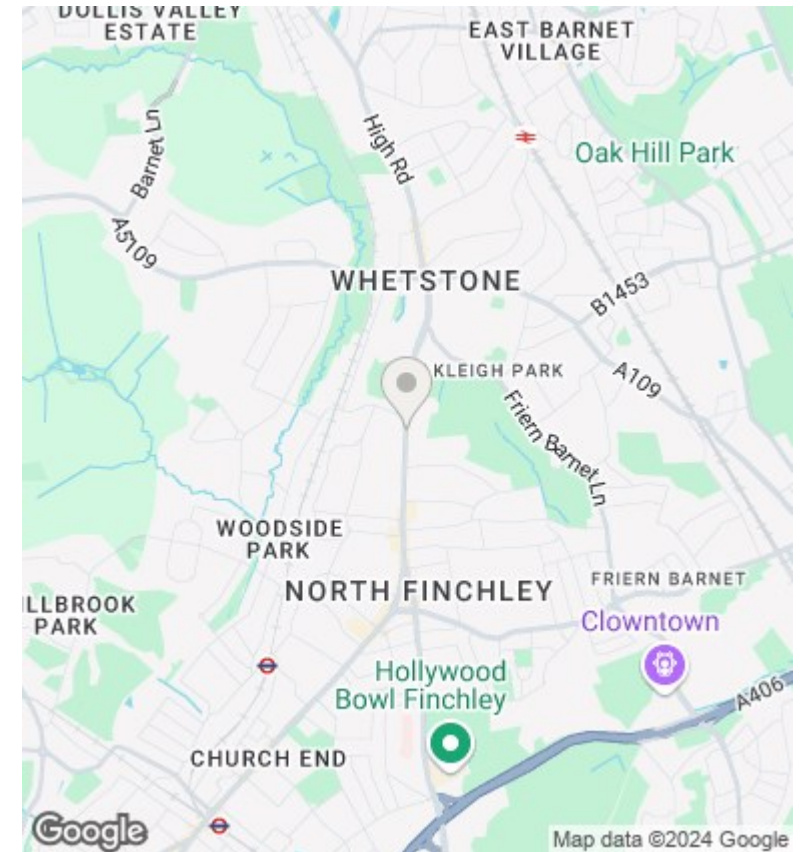 DOLLIS VALLEY
ESTATE
EAST BARNET
VILLAGE
Barnet Ln
High Rd
Oak Hill Park
A5109
WHETSTONE
B1453
KLEIGH PARK
A109
Friern Barnet Ln
WOODSIDE
PARK
NORTH FINCHLEY
FRIERN BARNET
ILLBROOK
PARK
Clowntown
Hollywood
Bowl Finchley
A406
CHURCH END
Google
Map data ©2024 Google